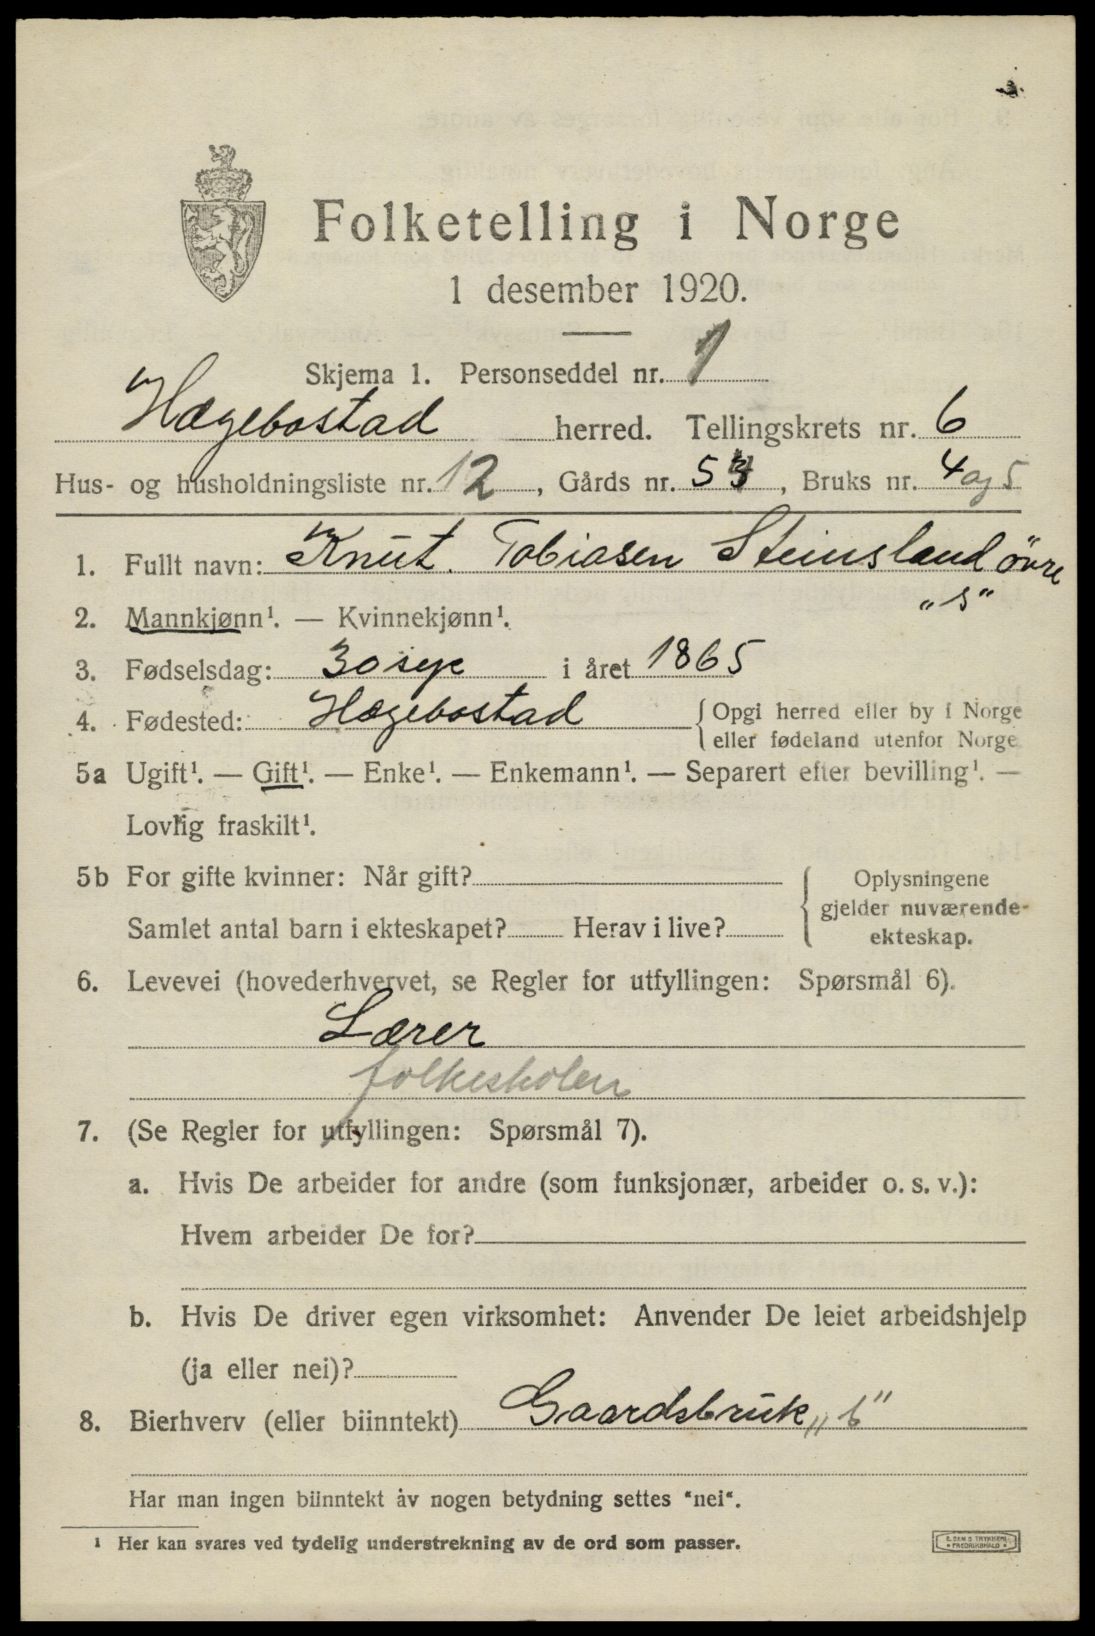 Folketelling i Norge
1 desember 1920.
Skjema 1. Personseddel nr. 1
Hægebostad herred. Tellingskrets nr. 6
Hus- og husholdningsliste nr. 12, Gårds nr. 54, Bruks nr. 4 og 5
1. Fullt navn: Knut. Tobiasen Steinsland övre
"s"
2. Mannkjønn¹. — Kvinnekjønn¹.
3. Fødselsdag: 30 i året 1865
4. Fødested: Hægebostad {Opgi herred eller by i Norge
eller fødeland utenfor Norge
5a Ugift¹. — Gift¹. — Enke¹. — Enkemann¹. — Separert efter bevilling¹. —
Lovlig fraskilt¹.
5b For gifte kvinner: Når gift? { Oplysningene
gjelder nuværende
Samlet antal barn i ekteskapet? Herav i live? ekteskap.
6. Levevei (hovederhvervet, se Regler for utfyllingen: Spørsmål 6).
Lærer
folkeskolen
7. (Se Regler for utfyllingen: Spørsmål 7).
a. Hvis De arbeider for andre (som funksjonær, arbeider o. s. v.):
Hvem arbeider De for?
b. Hvis De driver egen virksomhet: Anvender De leiet arbeidshjelp
(ja eller nei)?
8. Bierhverv (eller biinntekt) Gaardsbruk „b"
Har man ingen biinntekt av nogen betydning settes "nei".
¹ Her kan svares ved tydelig understrekning av de ord som passer.
E. SEM'S TRYKKERI
FREDRIKSHALD